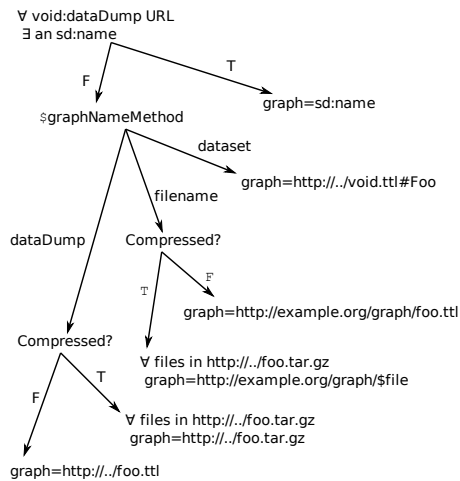 ∀ void:dataDump URL
∃ an sd:name
F
T
graph=sd:name
$graphNameMethod
dataset
graph=http://../void.ttl#Foo
filename
dataDump
Compressed?
F
T
graph=http://example.org/graph/foo.ttl
Compressed?
∀ files in http://../foo.tar.gz
graph=http://example.org/graph/$file
F
T
∀ files in http://../foo.tar.gz
graph=http://../foo.tar.gz
graph=http://../foo.ttl